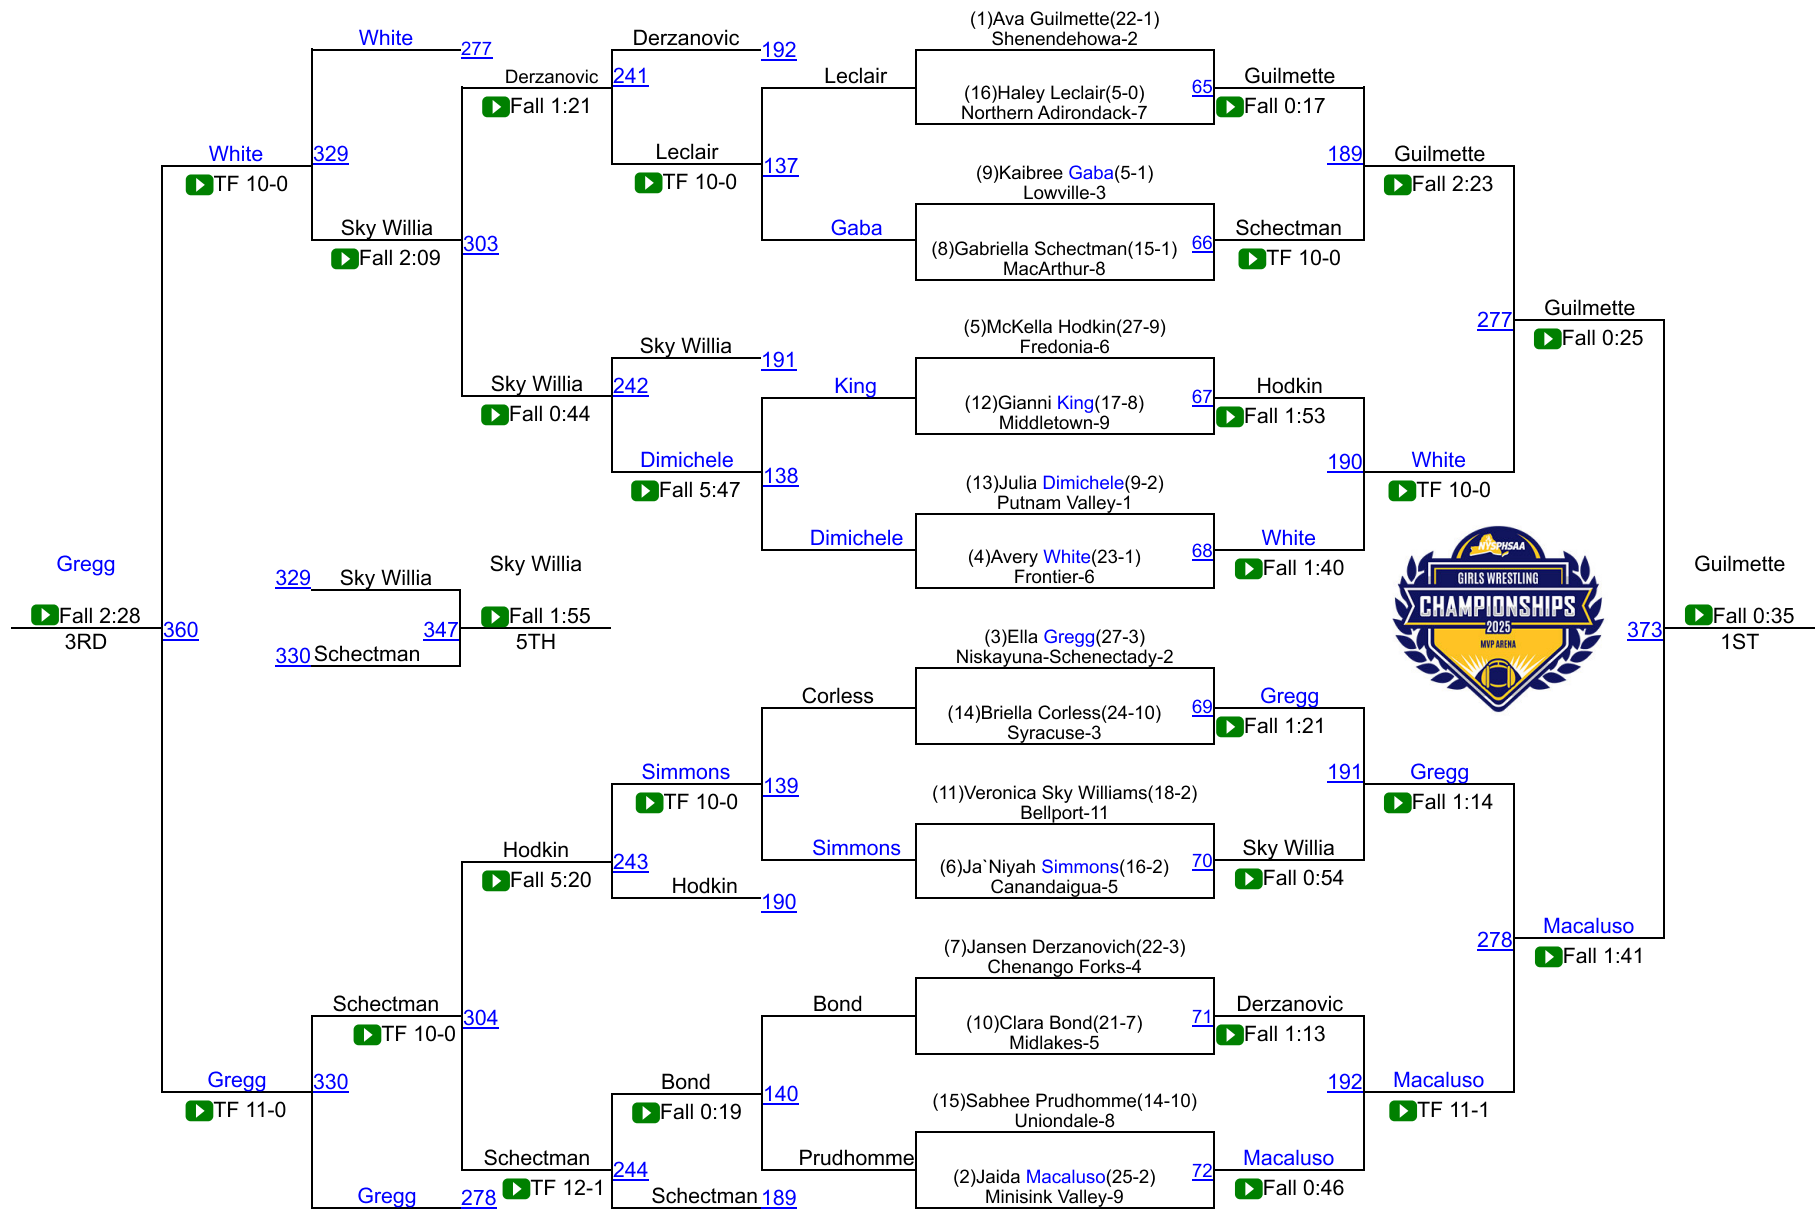 (1)Ava Guilmette(22-1)
Shenendehowa-2
White
277
Derzanovic
192
Derzanovic
241
Leclair
65
Guilmette
Fall 1:21
(16)Haley Leclair(5-0)
Northern Adirondack-7
Fall 0:17
White
329
Leclair
137
189
Guilmette
TF 10-0
TF 10-0
(9)Kaibree Gaba(5-1)
Lowville-3
Fall 2:23
Sky Willia
303
Gaba
(8)Gabriella Schectman(15-1)
MacArthur-8
66
Schectman
Fall 2:09
TF 10-0
277
Guilmette
Fall 0:25
(5)McKella Hodkin(27-9)
Fredonia-6
Sky Willia
191
Sky Willia
242
King
67
Hodkin
Fall 0:44
(12)Gianni King(17-8)
Middletown-9
Fall 1:53
Dimichele
138
190
White
Fall 5:47
(13)Julia Dimichele(9-2)
Putnam Valley-1
TF 10-0
Dimichele
(4)Avery White(23-1)
Frontier-6
68
White
Fall 1:40
NYSPHSAA
GIRLS WRESTLING
CHAMPIONSHIPS
2025
MVP ARENA
Gregg
Fall 2:28
3RD
360
329
Sky Willia
347
330
Schectman
Sky Willia
Fall 1:55
5TH
373
Guilmette
Fall 0:35
1ST
(3)Ella Gregg(27-3)
Niskayuna-Schenectady-2
Corless
69
Gregg
(14)Briella Corless(24-10)
Syracuse-3
Fall 1:21
Simmons
139
191
Gregg
TF 10-0
(11)Veronica Sky Williams(18-2)
Bellport-11
Fall 1:14
Hodkin
243
Simmons
(6)Ja`Niyah Simmons(16-2)
Canandaigua-5
70
Sky Willia
Fall 5:20
Hodkin
190
Fall 0:54
278
Macaluso
Fall 1:41
(7)Jansen Derzanovich(22-3)
Chenango Forks-4
Schectman
304
Bond
71
Derzanovic
TF 10-0
(10)Clara Bond(21-7)
Midlakes-5
Fall 1:13
Gregg
330
Bond
140
192
Macaluso
TF 11-0
Fall 0:19
(15)Sabhee Prudhomme(14-10)
Uniondale-8
TF 11-1
Schectman
244
Prudhomme
(2)Jaida Macaluso(25-2)
Minisink Valley-9
72
Macaluso
Gregg
278
TF 12-1
Schectman
189
Fall 0:46